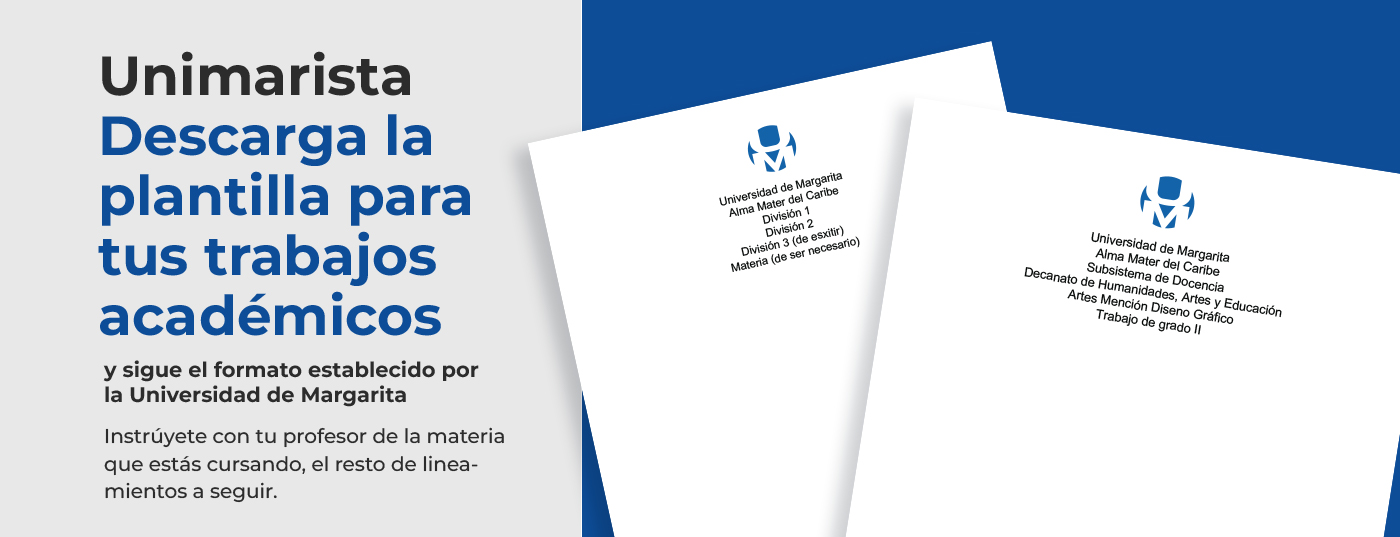 Unimarista
Descarga la
plantilla para
tus trabajos
académicos
y sigue el formato establecido por
la Universidad de Margarita
Instrúyete con tu profesor de la materia
que estás cursando, el resto de linea-
mientos a seguir.
Universidad de Margarita
Alma Mater del Caribe
División 1
División 2
División 3 (de esxilir)
Materia (de ser necesario)
Universidad de Margarita
Alma Mater del Caribe
Subsistema de Docencia
Decanato de Humanidades, Artes y Educación
Artes Mención Diseno Gráfico
Trabajo de grado II